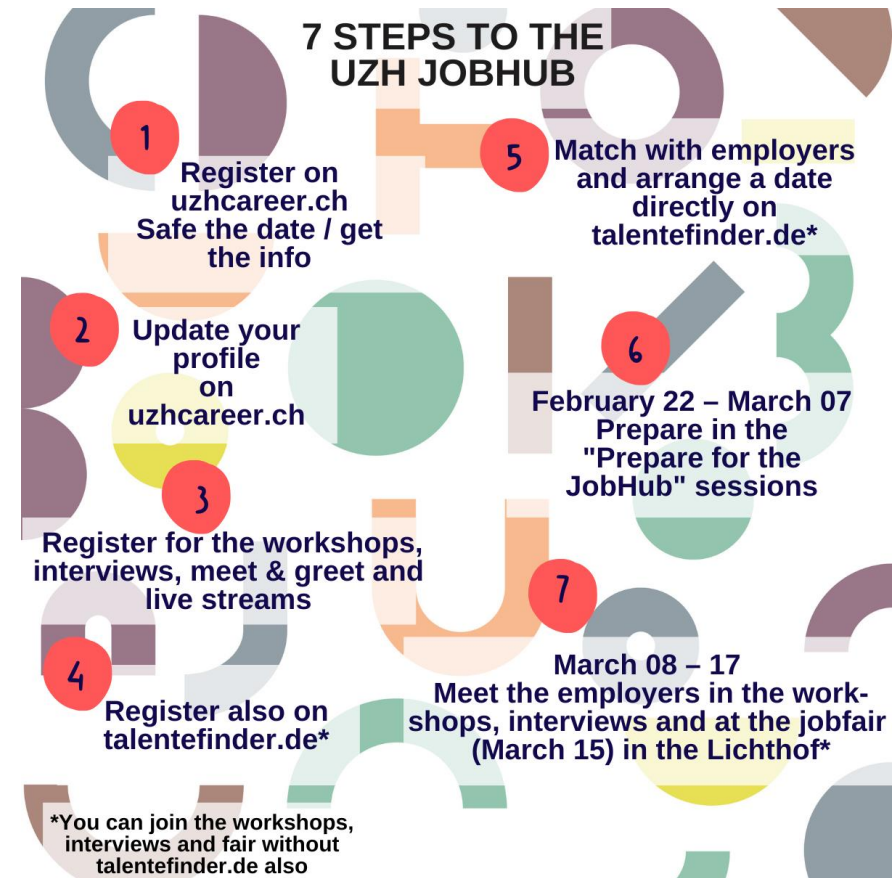 7 STEPS TO THE
UZH JOBHUB
1
Register on
uzhcareer.ch
Safe the date / get
the info
2
Update your
profile
on
uzhcareer.ch
3
Register for the workshops,
interviews, meet & greet and
live streams
4
Register also on
talentefinder.de*
5
Match with employers
and arrange a date
directly on
talentefinder.de*
6
February 22 – March 07
Prepare in the
"Prepare for the
JobHub" sessions
7
March 08 – 17
Meet the employers in the work-
shops, interviews and at the jobfair
(March 15) in the Lichthof*
*You can join the workshops,
interviews and fair without
talentefinder.de also